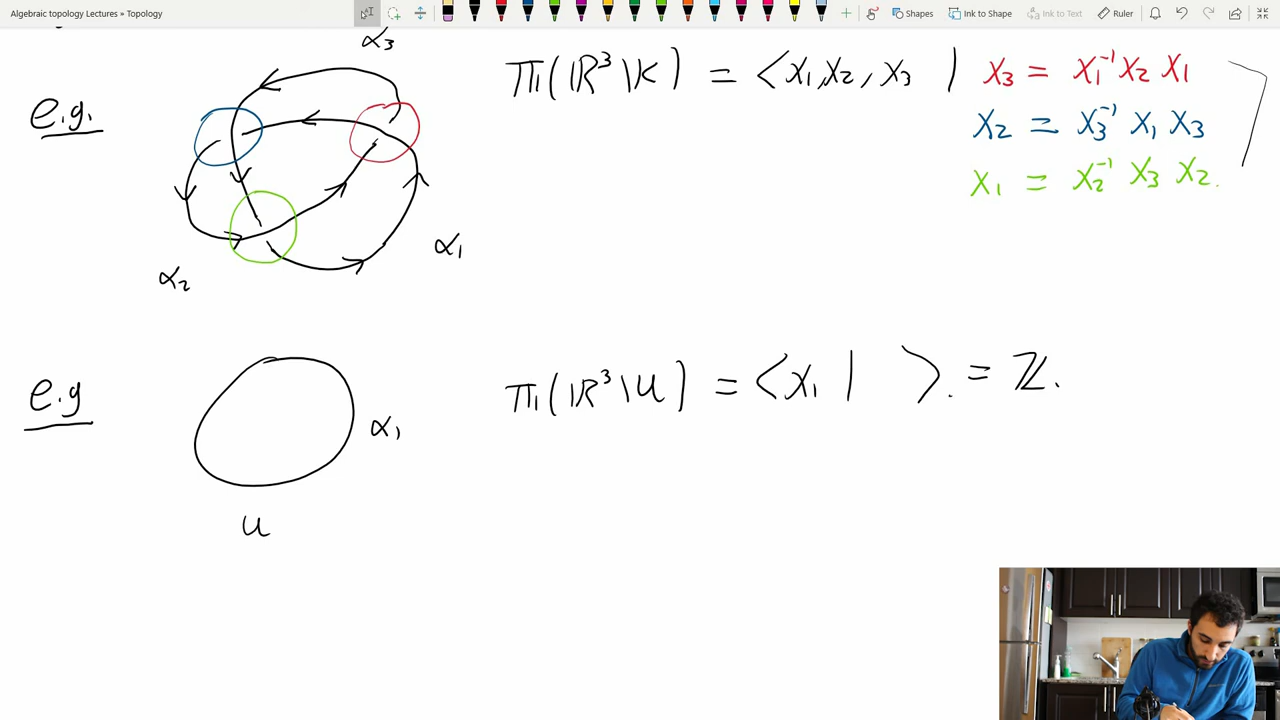 Algebraic topology Lectures » Topology
Shapes Ink to Shape Ink to Text Ruler
α₃
e.g. π₁(ℝ³\K) = ⟨x₁,x₂,x₃ | x₃ = x₁⁻¹ x₂ x₁
x₂ = x₃⁻¹ x₁ x₃
x₁ = x₂⁻¹ x₃ x₂. ⟩
α₁
α₂
e.g π₁(ℝ³\U) = ⟨x₁ | ⟩. = ℤ.
α₁
U